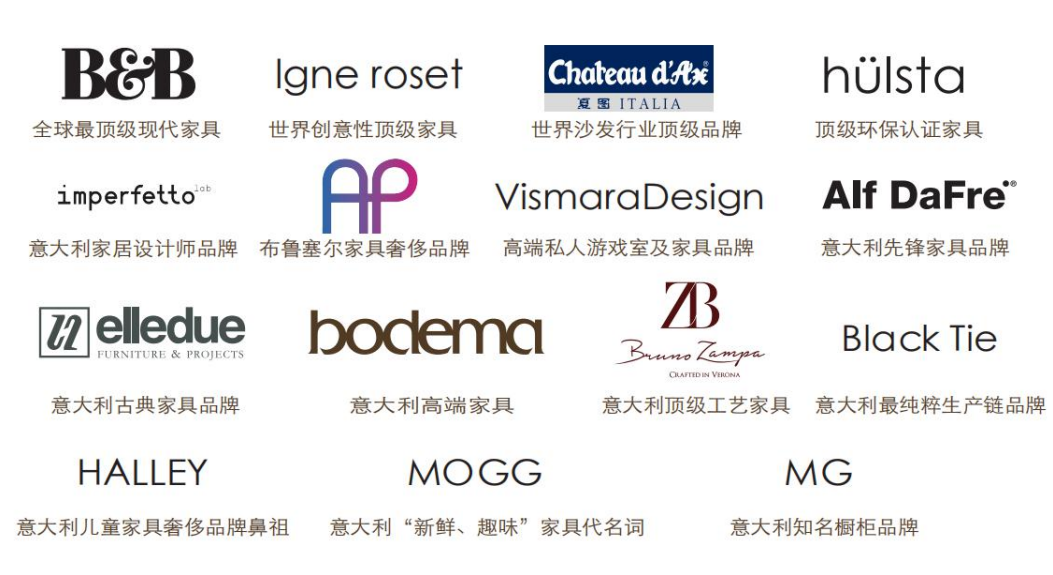 B&B
lgne roset
Chateau d'Ax®
夏图 ITALIA
hülsta
全球最顶级现代家具
世界创意性顶级家具
世界沙发行业顶级品牌
顶级环保认证家具
imperfettolab
AP
VismaraDesign
Alf DaFrè®
意大利家居设计师品牌
布鲁塞尔家具奢侈品牌
高端私人游戏室及家具品牌
意大利先锋家具品牌
elledue
FURNITURE & PROJECTS
bodema
ZB
Bruno Zampa
CRAFTED IN VERONA
Black Tie
意大利古典家具品牌
意大利高端家具
意大利顶级工艺家具
意大利最纯粹生产链品牌
HALLEY
MOGG
MG
意大利儿童家具奢侈品牌鼻祖
意大利“新鲜、趣味”家具代名词
意大利知名橱柜品牌